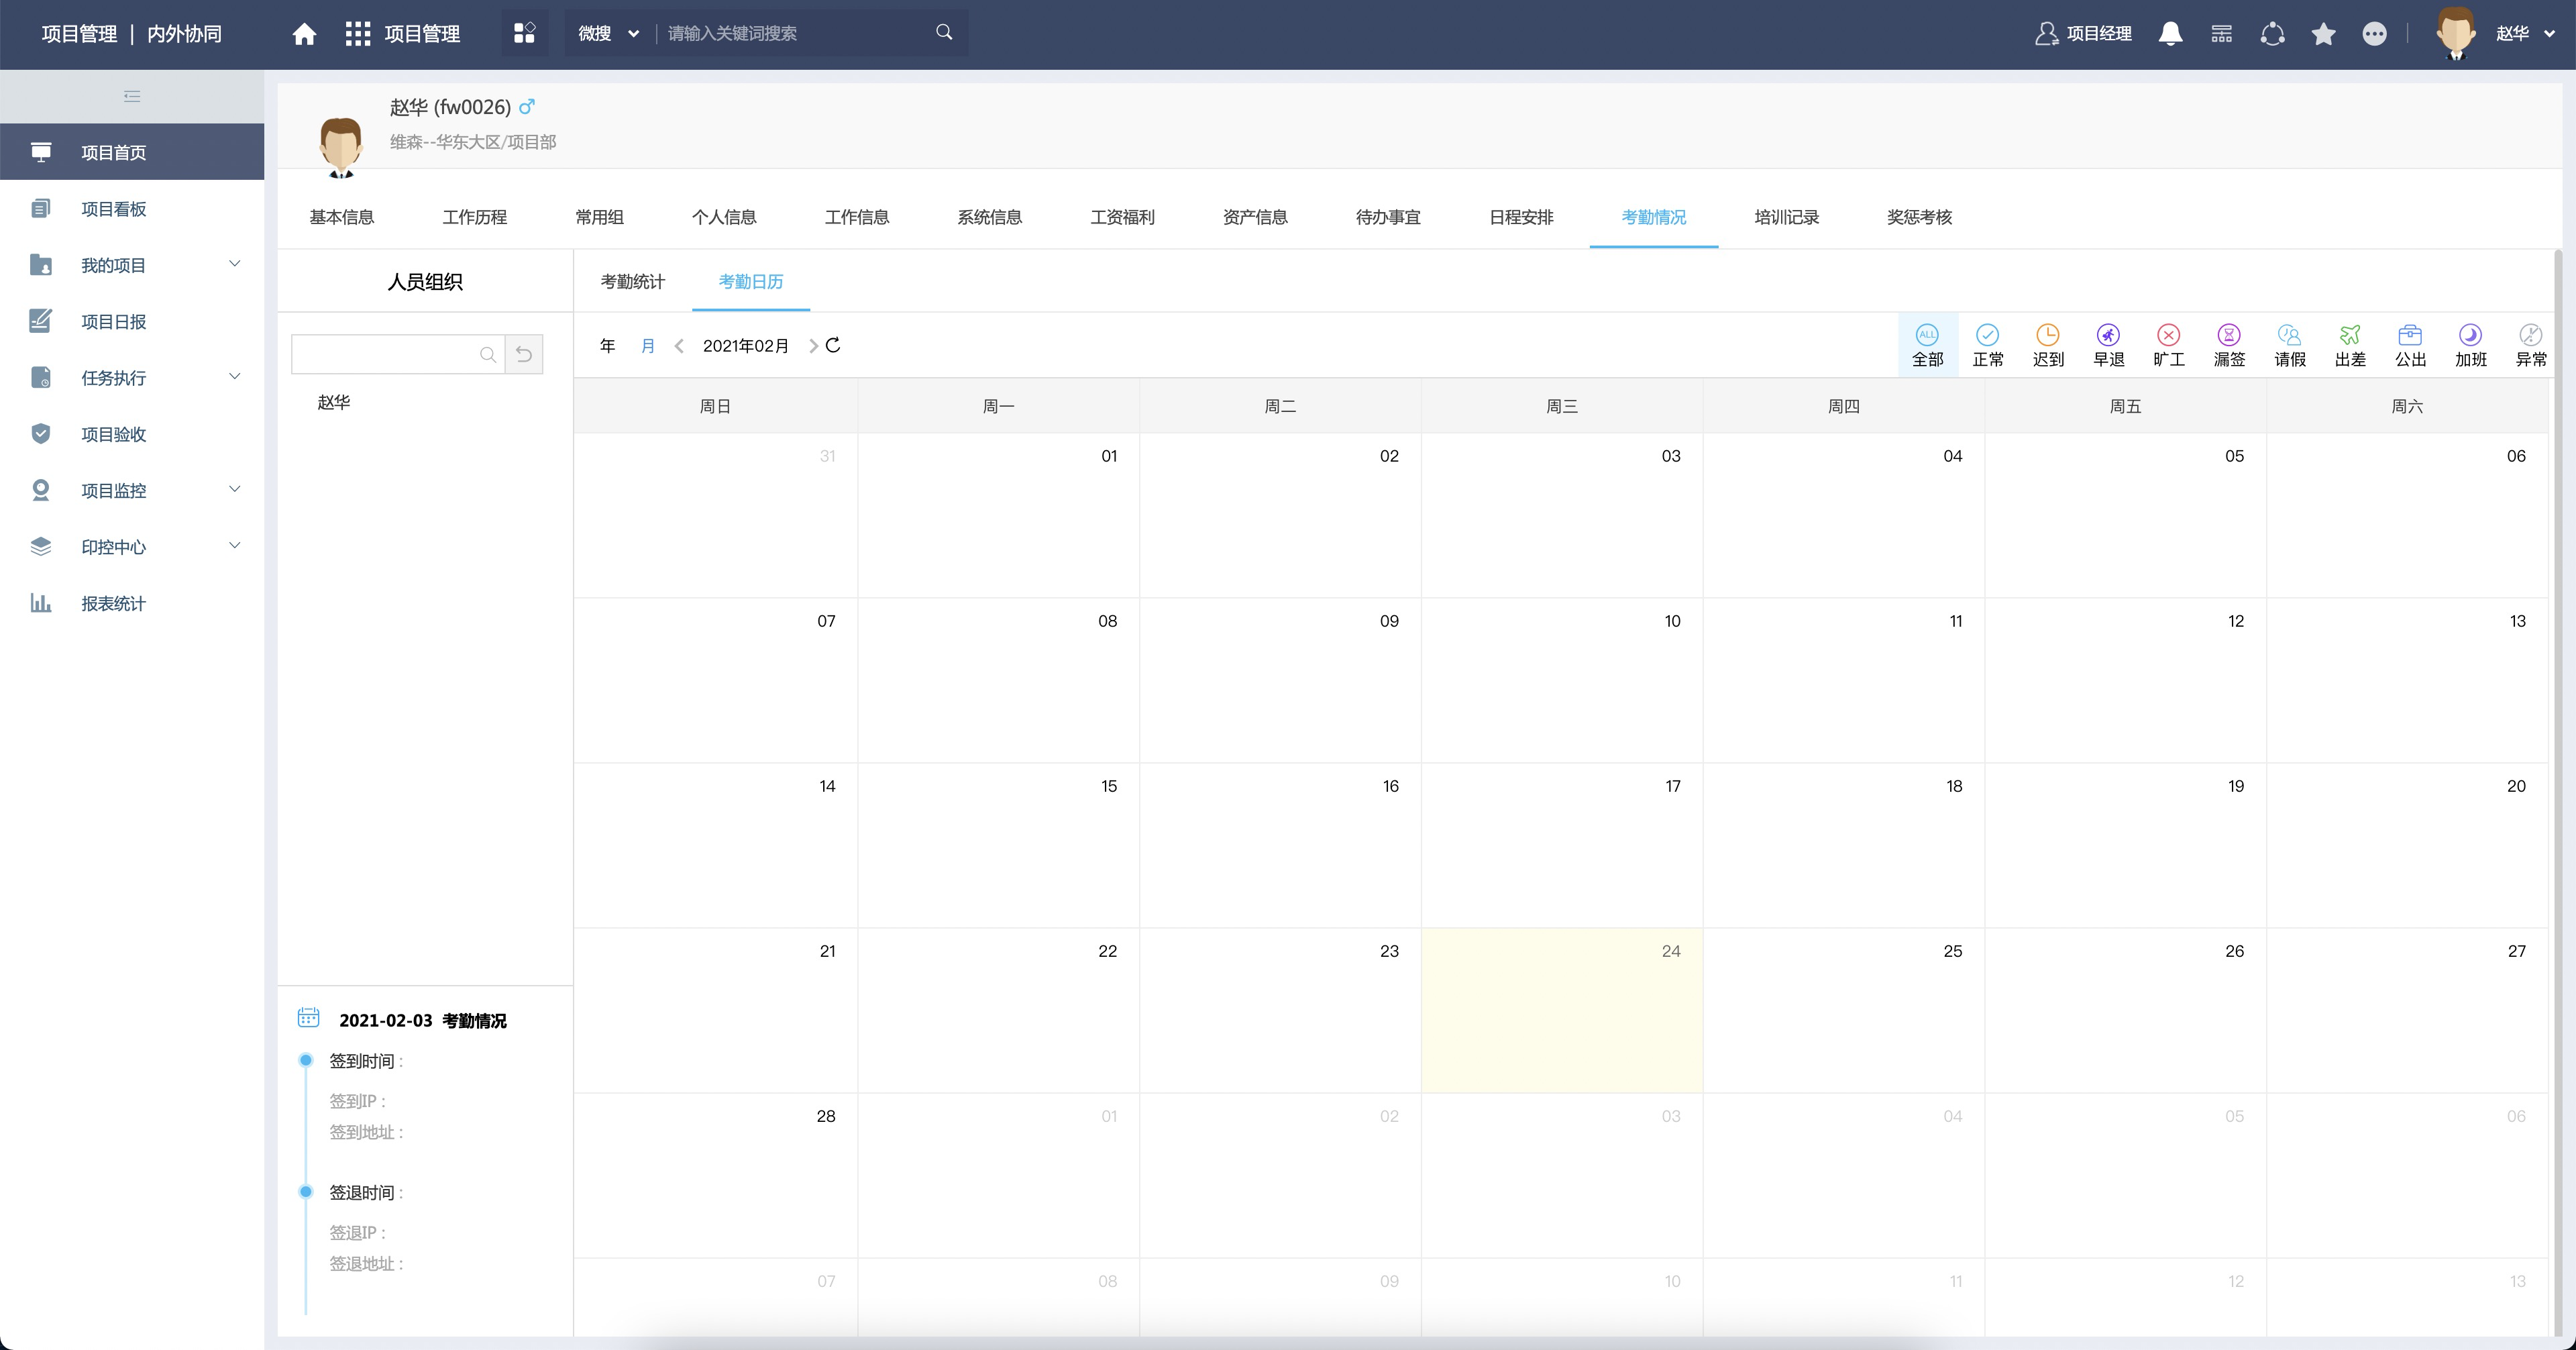 项目管理 | 内外协同
项目管理
微搜
请输入关键词搜索
项目经理
赵华
项目首页
项目看板
我的项目
项目日报
任务执行
项目验收
项目监控
印控中心
报表统计
赵华 (fw0026)
维森--华东大区/项目部
基本信息 工作历程 常用组 个人信息 工作信息 系统信息 工资福利 资产信息 待办事宜 日程安排 考勤情况 培训记录 奖惩考核
人员组织
赵华
2021-02-03 考勤情况
签到时间 :
签到IP :
签到地址 :
签退时间 :
签退IP :
签退地址 :
考勤统计 考勤日历
年 月 2021年02月
ALL
全部 正常 迟到 早退 旷工 漏签 请假 出差 公出 加班 异常
周日 周一 周二 周三 周四 周五 周六
31 01 02 03 04 05 06
07 08 09 10 11 12 13
14 15 16 17 18 19 20
21 22 23 24 25 26 27
28 01 02 03 04 05 06
07 08 09 10 11 12 13